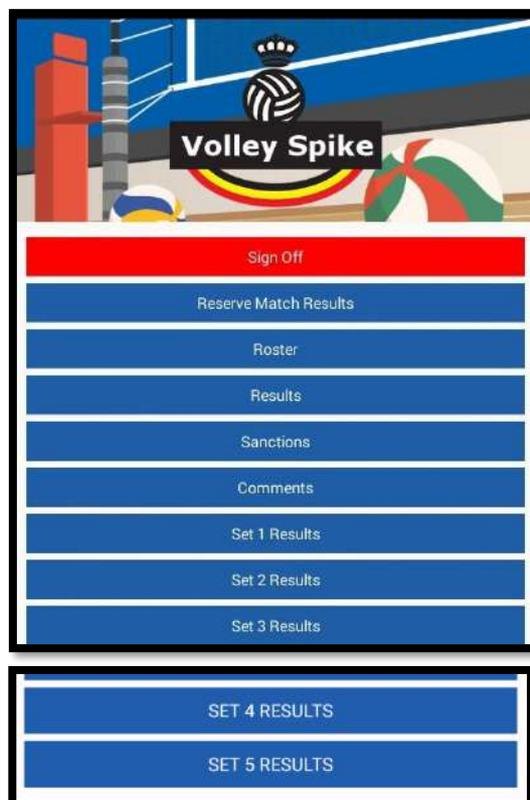 Volley Spike
Sign Off
Reserve Match Results
Roster
Results
Sanctions
Comments
Set 1 Results
Set 2 Results
Set 3 Results
SET 4 RESULTS
SET 5 RESULTS